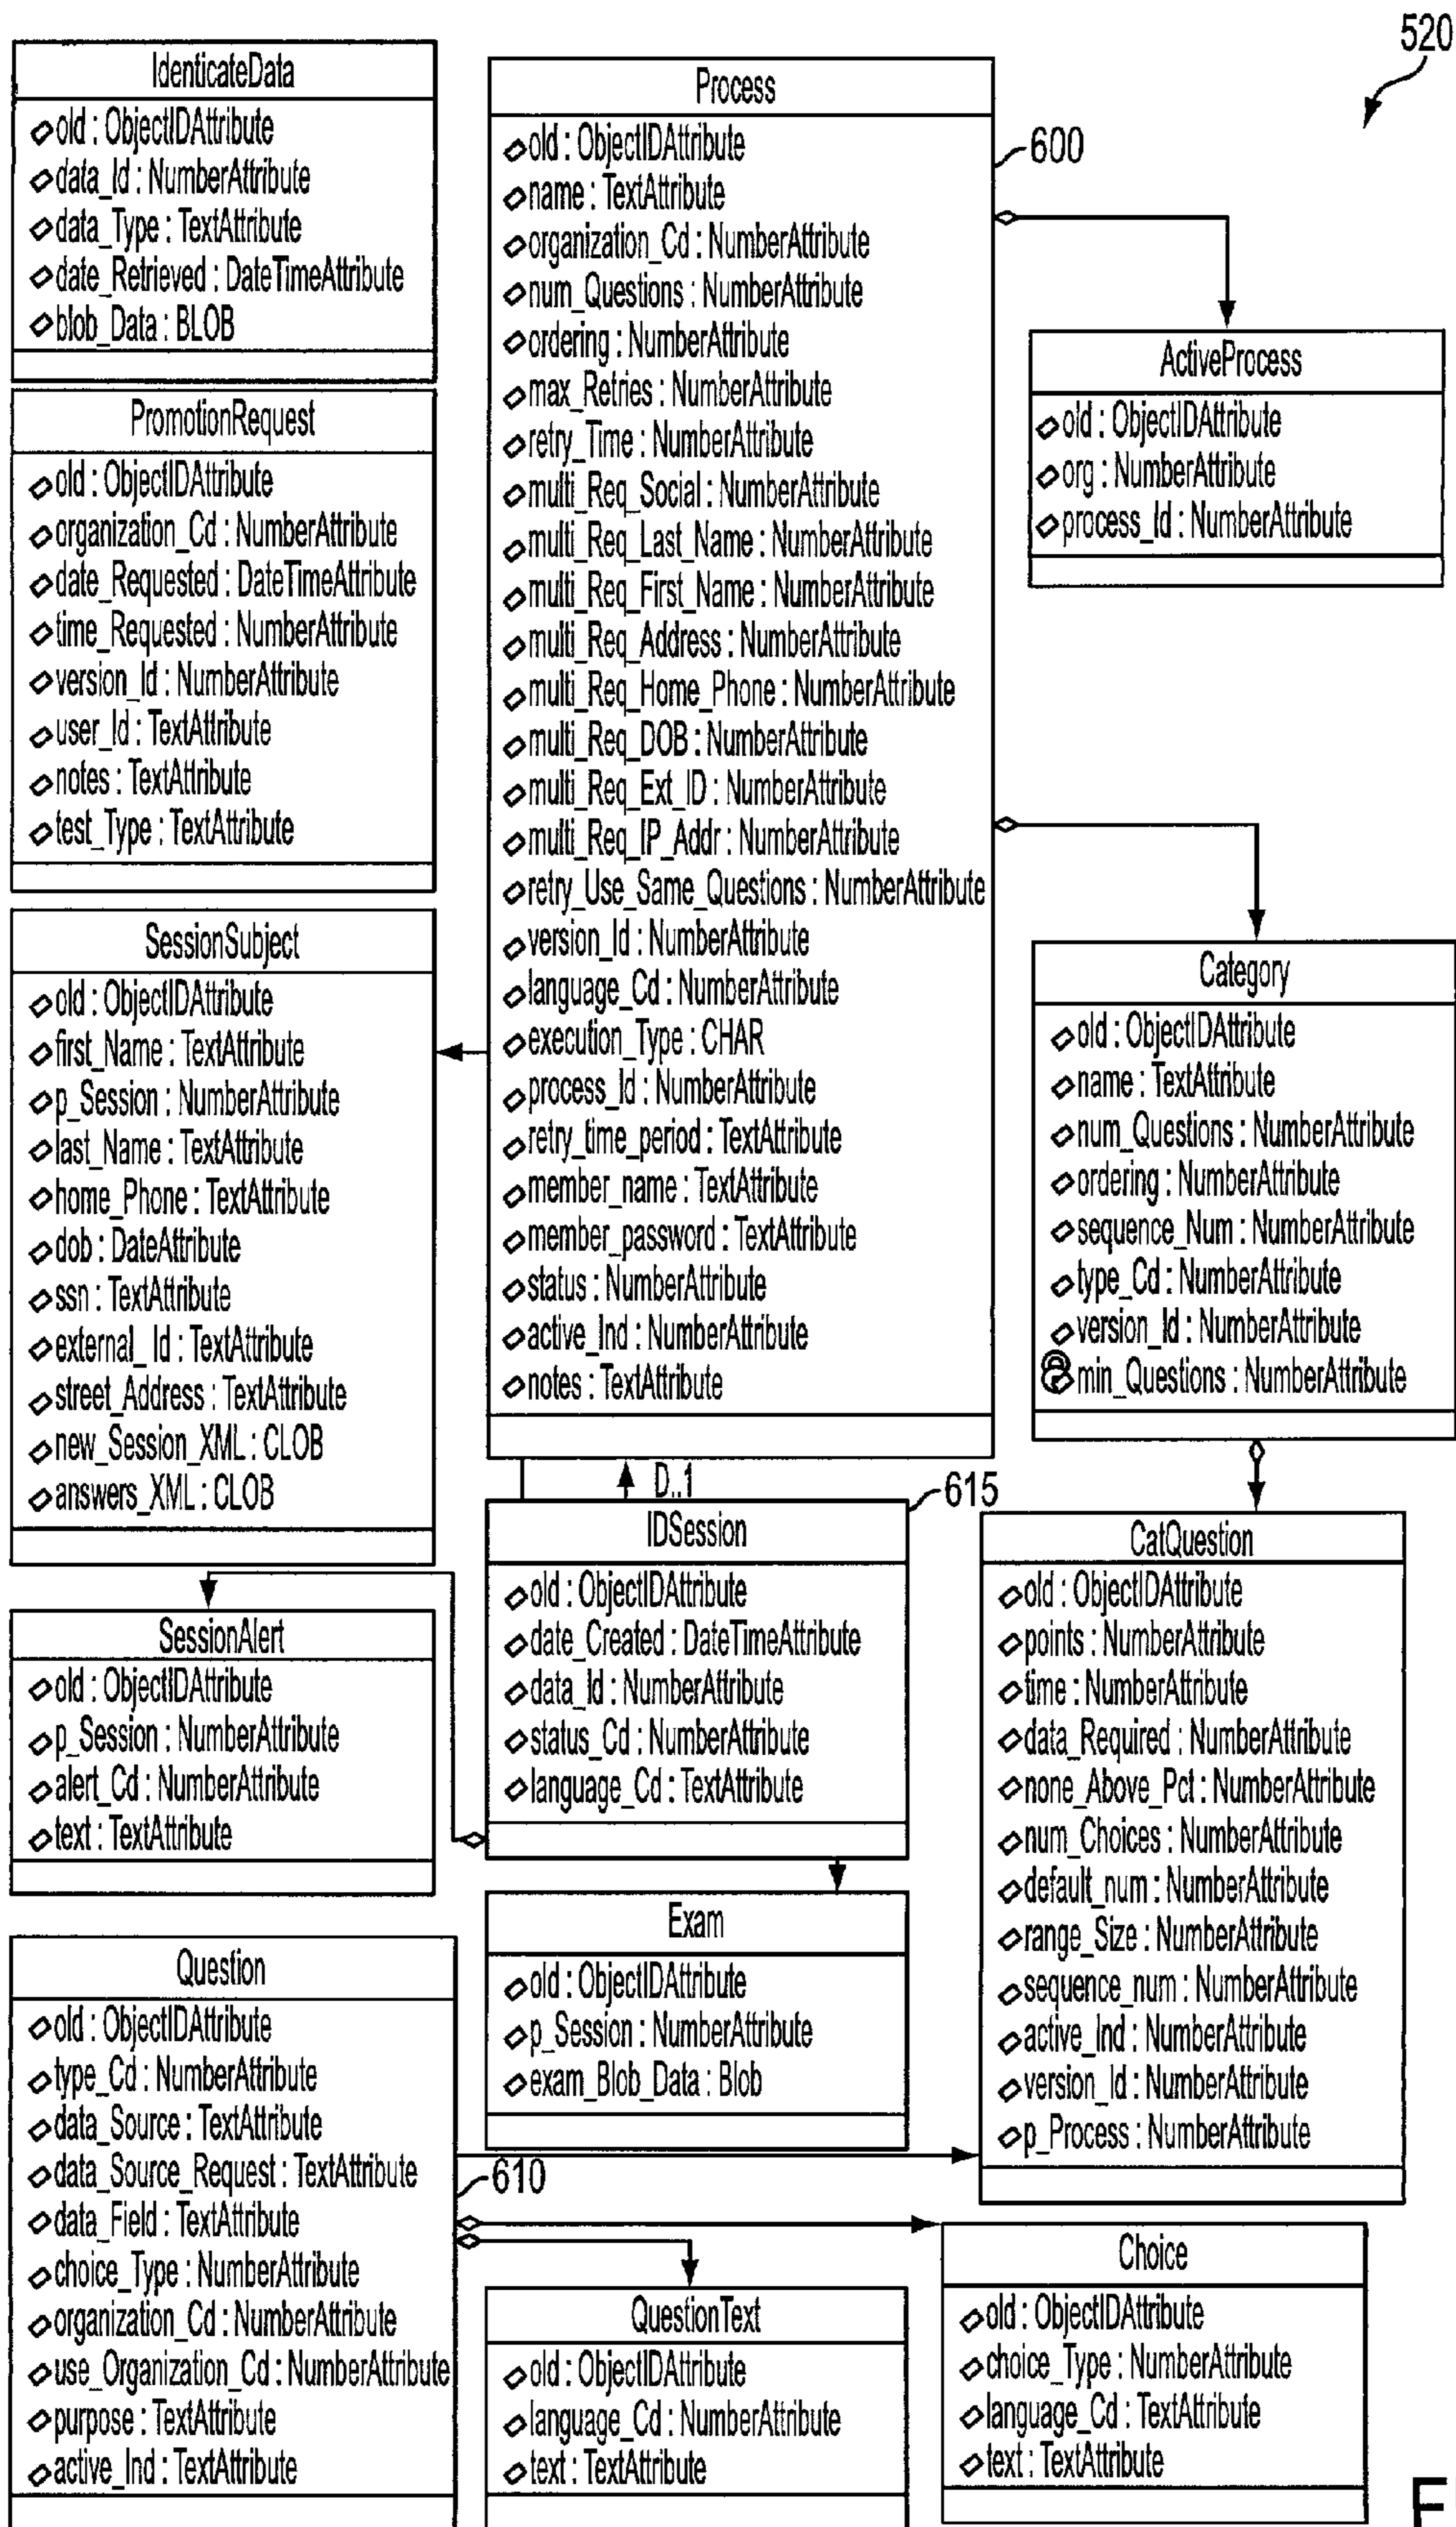 520
IdenticateData
old : ObjectIDAttribute
data_Id : NumberAttribute
data_Type : TextAttribute
date_Retrieved : DateTimeAttribute
blob_Data : BLOB
PromotionRequest
old : ObjectIDAttribute
organization_Cd : NumberAttribute
date_Requested : DateTimeAttribute
time_Requested : NumberAttribute
version_Id : NumberAttribute
user_Id : TextAttribute
notes : TextAttribute
test_Type : TextAttribute
SessionSubject
old : ObjectIDAttribute
first_Name : TextAttribute
p_Session : NumberAttribute
last_Name : TextAttribute
home_Phone : TextAttribute
dob : DateAttribute
ssn : TextAttribute
external_Id : TextAttribute
street_Address : TextAttribute
new_Session_XML : CLOB
answers_XML : CLOB
SessionAlert
old : ObjectIDAttribute
p_Session : NumberAttribute
alert_Cd : NumberAttribute
text : TextAttribute
Question
old : ObjectIDAttribute
type_Cd : NumberAttribute
data_Source : TextAttribute
data_Source_Request : TextAttribute
data_Field : TextAttribute
choice_Type : NumberAttribute
organization_Cd : NumberAttribute
use_Organization_Cd : NumberAttribute
purpose : TextAttribute
active_Ind : TextAttribute
610
Process
old : ObjectIDAttribute
name : TextAttribute
organization_Cd : NumberAttribute
num_Questions : NumberAttribute
ordering : NumberAttribute
max_Retries : NumberAttribute
retry_Time : NumberAttribute
multi_Req_Social : NumberAttribute
multi_Req_Last_Name : NumberAttribute
multi_Req_First_Name : NumberAttribute
multi_Req_Address : NumberAttribute
multi_Req_Home_Phone : NumberAttribute
multi_Req_DOB : NumberAttribute
multi_Req_Ext_ID : NumberAttribute
multi_Req_IP_Addr : NumberAttribute
retry_Use_Same_Questions : NumberAttribute
version_Id : NumberAttribute
language_Cd : NumberAttribute
execution_Type : CHAR
process_Id : NumberAttribute
retry_time_period : TextAttribute
member_name : TextAttribute
member_password : TextAttribute
status : NumberAttribute
active_Ind : NumberAttribute
notes : TextAttribute
600
D..1
615
IDSession
old : ObjectIDAttribute
date_Created : DateTimeAttribute
data_Id : NumberAttribute
status_Cd : NumberAttribute
language_Cd : TextAttribute
Exam
old : ObjectIDAttribute
p_Session : NumberAttribute
exam_Blob_Data : Blob
QuestionText
old : ObjectIDAttribute
language_Cd : NumberAttribute
text : TextAttribute
ActiveProcess
old : ObjectIDAttribute
org : NumberAttribute
process_Id : NumberAttribute
Category
old : ObjectIDAttribute
name : TextAttribute
num_Questions : NumberAttribute
ordering : NumberAttribute
sequence_Num : NumberAttribute
type_Cd : NumberAttribute
version_Id : NumberAttribute
min_Questions : NumberAttribute
CatQuestion
old : ObjectIDAttribute
points : NumberAttribute
time : NumberAttribute
data_Required : NumberAttribute
none_Above_Pct : NumberAttribute
num_Choices : NumberAttribute
default_num : NumberAttribute
range_Size : NumberAttribute
sequence_num : NumberAttribute
active_Ind : NumberAttribute
version_Id : NumberAttribute
p_Process : NumberAttribute
Choice
old : ObjectIDAttribute
choice_Type : NumberAttribute
language_Cd : TextAttribute
text : TextAttribute